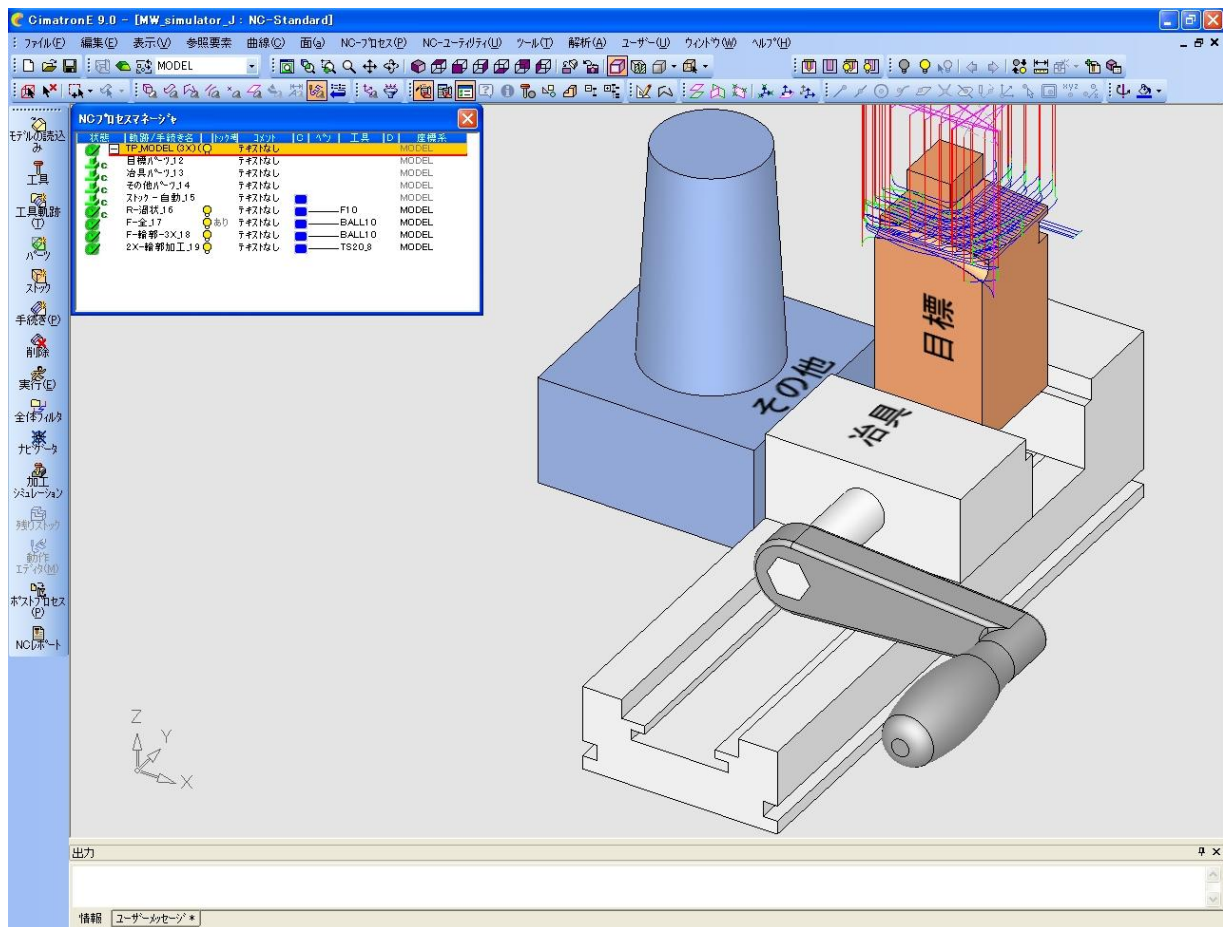 CimatronE 9.0 - [MW_simulator_J : NC-Standard]
ファイル(F) 編集(E) 表示(V) 参照要素 曲線(C) 面(a) NC-プロセス(P) NC-ユーティリティ(U) ツール(T) 解析(A) ユーザー(U) ウィンドウ(W) ヘルプ(H)
MODEL
モデルの読込み
工具
工具軌跡(T)
パーツ
ストック
手続き(P)
削除
実行(E)
全体フィルタ
ナビゲータ
加工シミュレーション
残りストック
動作エディタ(M)
ポストプロセス(P)
NCレポート
NCプロセスマネージャ
状態 軌跡/手続き名 コメント C ペン 工具 D 座標系
TP_MODEL (3X) ( テキストなし MODEL
目標パーツ_12 テキストなし MODEL
治具パーツ_13 テキストなし MODEL
その他パーツ_14 テキストなし MODEL
ストック - 自動_15 テキストなし MODEL
R-渦状_16 テキストなし F10 MODEL
F-全_17 あり テキストなし BALL10 MODEL
F-輪郭-3X_18 テキストなし BALL10 MODEL
2X-輪郭加工_19 テキストなし TS20_8 MODEL
目標
その他
治具
Z
Y
X
出力
情報 ユーザーメッセージ *